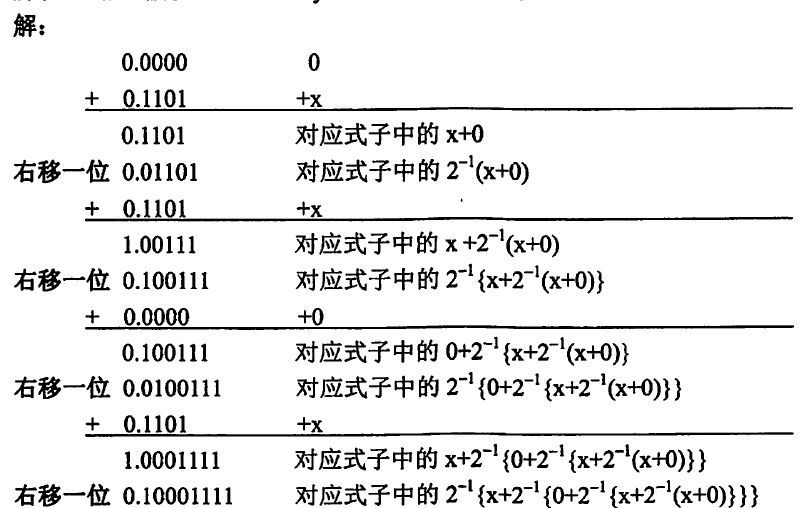 解：
0.0000 0
+ 0.1101 +x
0.1101 对应式子中的 x+0
右移一位 0.01101 对应式子中的 2⁻¹(x+0)
+ 0.1101 +x
1.00111 对应式子中的 x +2⁻¹(x+0)
右移一位 0.100111 对应式子中的 2⁻¹{x+2⁻¹(x+0)}
+ 0.0000 +0
0.100111 对应式子中的 0+2⁻¹{x+2⁻¹(x+0)}
右移一位 0.0100111 对应式子中的 2⁻¹{0+2⁻¹{x+2⁻¹(x+0)}}
+ 0.1101 +x
1.0001111 对应式子中的 x+2⁻¹{0+2⁻¹{x+2⁻¹(x+0)}}
右移一位 0.10001111 对应式子中的 2⁻¹{x+2⁻¹{0+2⁻¹{x+2⁻¹(x+0)}}}